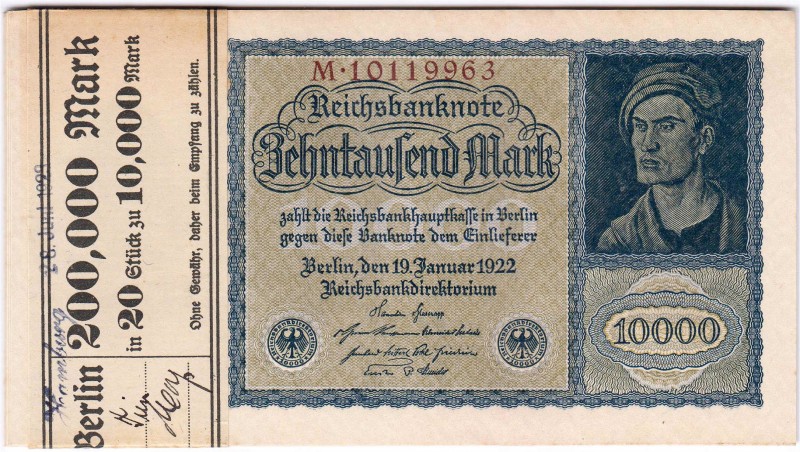 Berlin 200,000 Mark
in 20 Stück zu 10,000 Mark
Ohne Gewähr, daher beim Empfang zu zählen.
M·10119963
Reichsbanknote
Zehntausend Mark
zahlt die Reichsbankhauptkasse in Berlin
gegen diese Banknote dem Einlieferer
Berlin, den 19. Januar 1922
Reichsbankdirektorium
10000